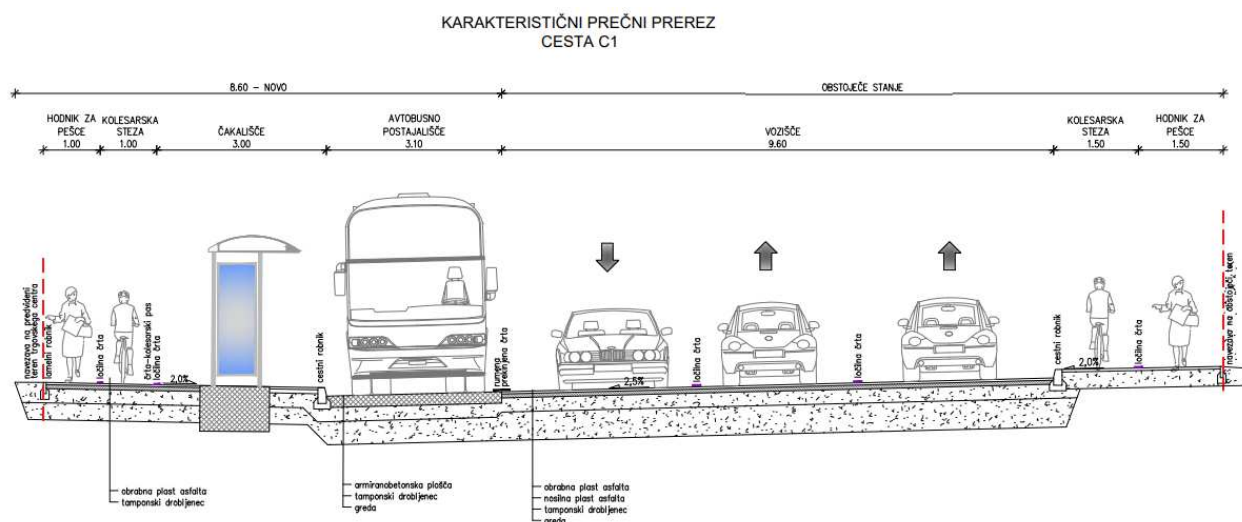 KARAKTERISTIČNI PREČNI PREREZ
CESTA C1
8.60 – NOVO
OBSTOJEČE STANJE
HODNIK ZA
PEŠCE
1.00
KOLESARSKA
STEZA
1.00
ČAKALIŠČE
3.00
AVTOBUSNO
POSTAJALIŠČE
3.10
VOZIŠČE
9.60
KOLESARSKA
STEZA
1.50
HODNIK ZA
PEŠCE
1.50
navezava na predvideni
teren trgovskega centra
robnik
ločilna črta
črta-kolesarski pas
ločilna črta
2,0%
cestni robnik
rumena
prekinjena črta
2,5%
ločilna črta
ločilna črta
cestni robnik
2,0%
ločilna črta
navezava na obstoječi teren
obrabna plast asfalta
tamponski drobljenec
armiranobetonska plošča
tamponski drobljenec
greda
obrabna plast asfalta
nosilna plast asfalta
tamponski drobljenec
greda